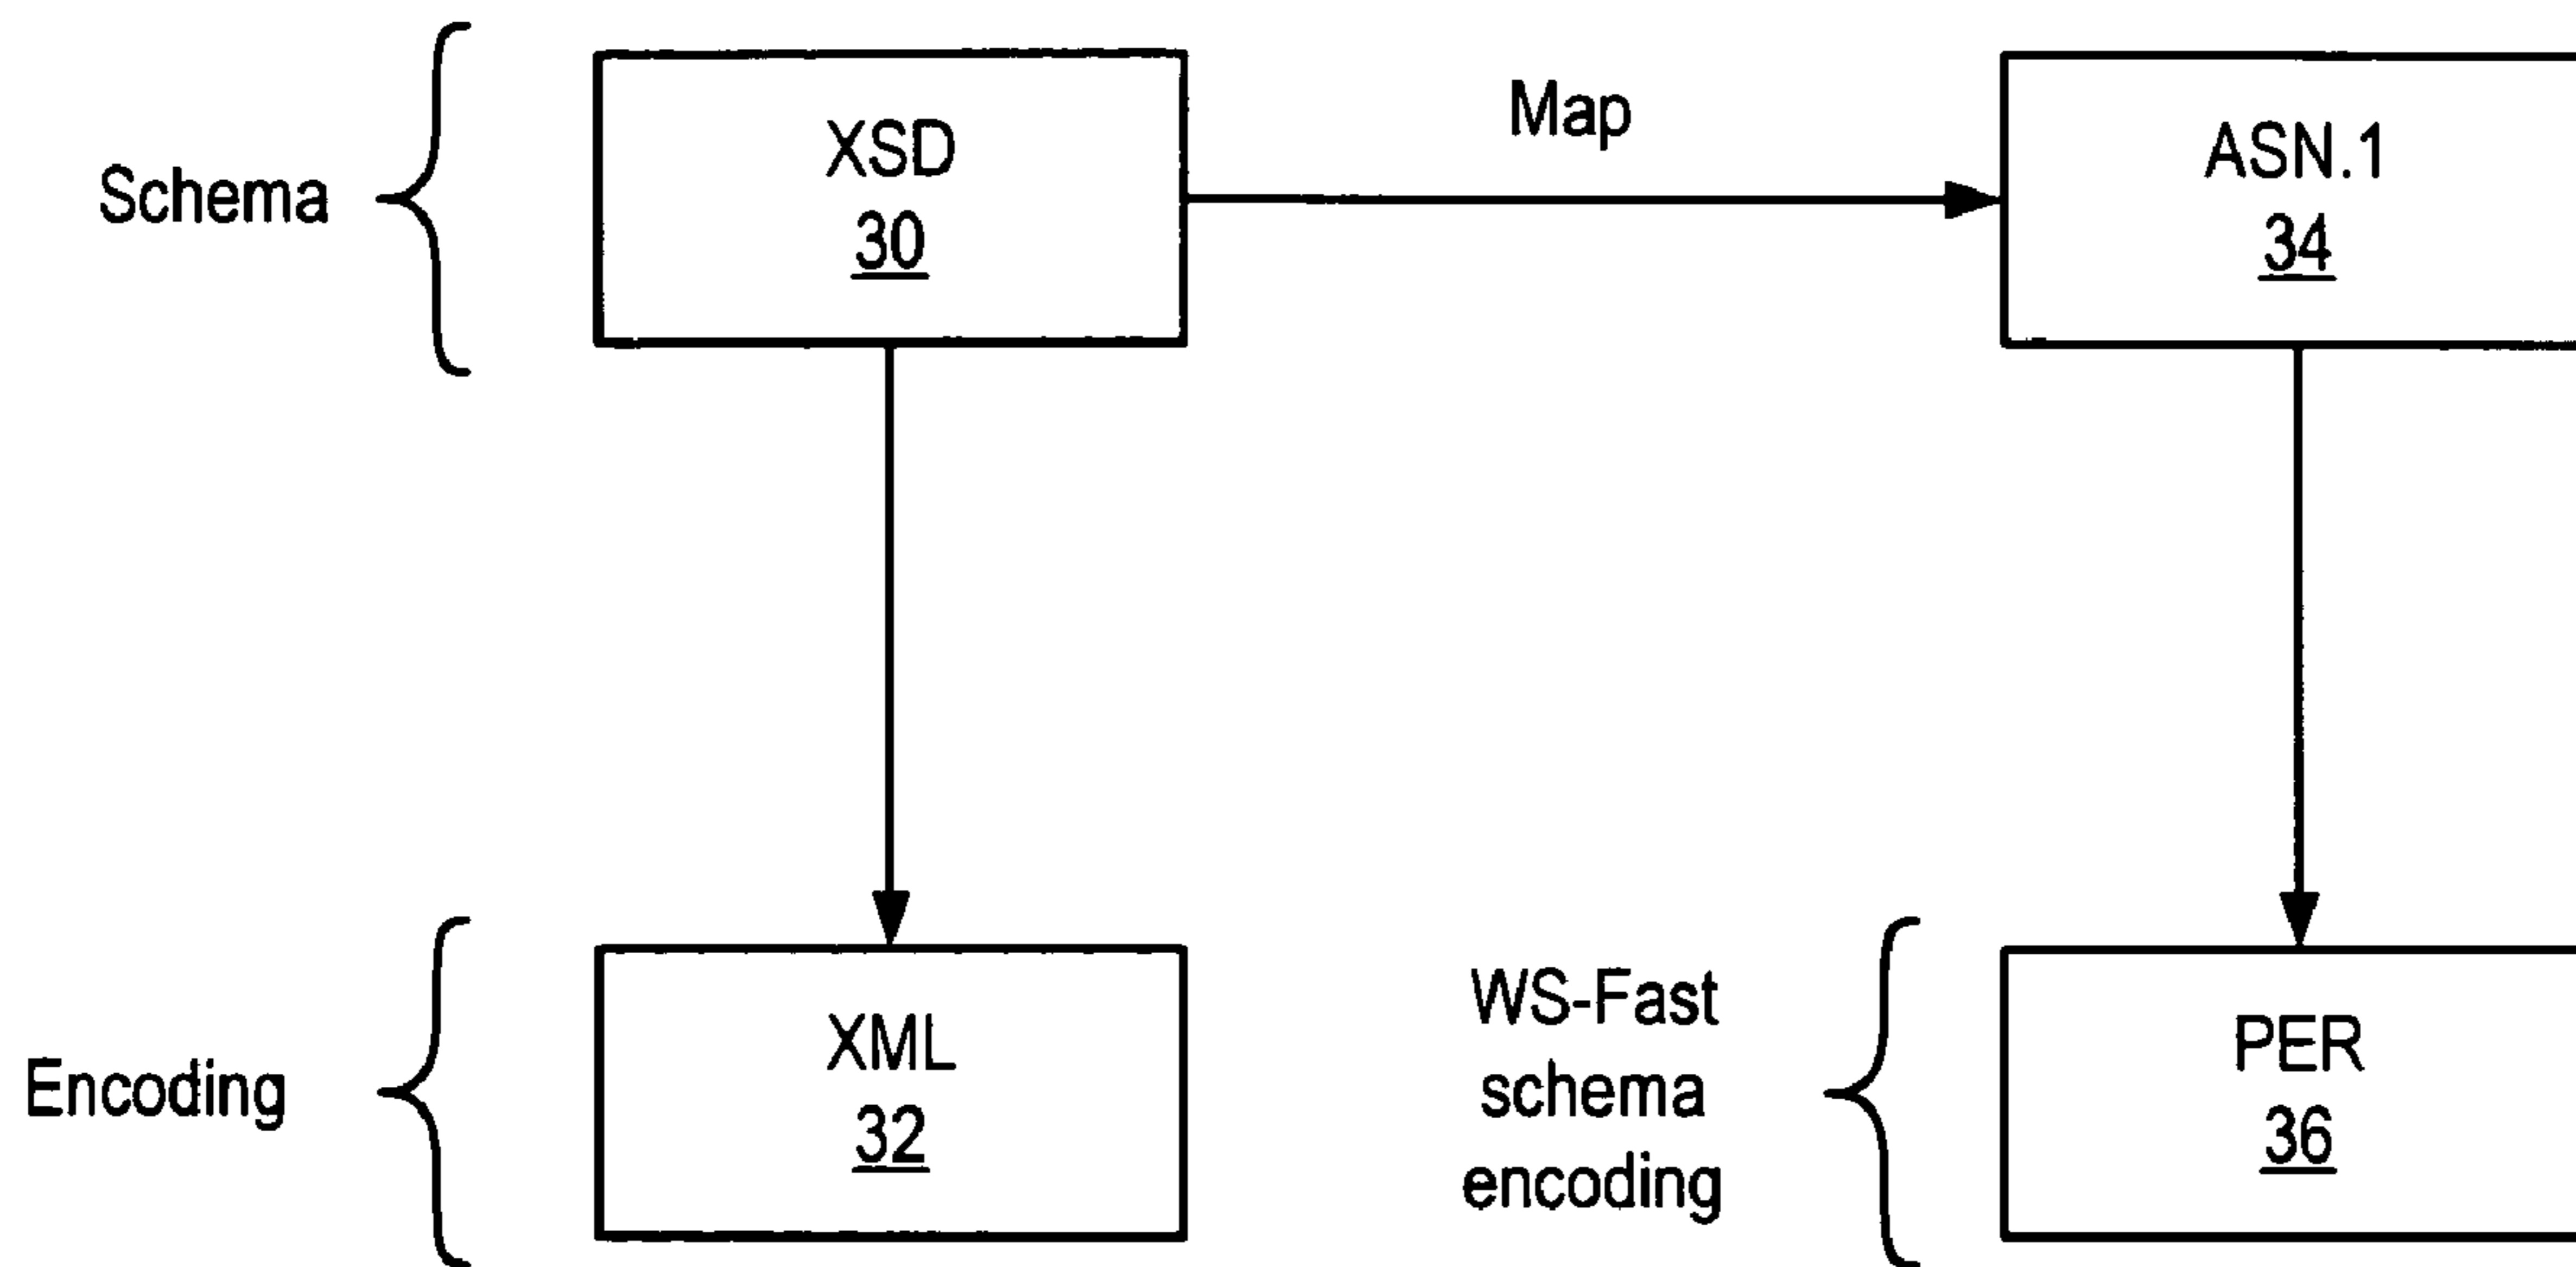 Schema
XSD
30
Map
ASN.1
34
Encoding
XML
32
WS-Fast
schema
encoding
PER
36